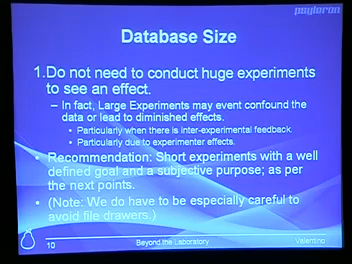 psyleron
Database Size
1.Do not need to conduct huge experiments
to see an effect.
– In fact, Large Experiments may event confound the
data or lead to diminished effects.
• Particularly when there is inter-experimental feedback.
• Particularly due to experimenter effects.
• Recommendation: Short experiments with a well
defined goal and a subjective purpose; as per
the next points.
• (Note: We do have to be especially careful to
avoid file drawers.)
10 Beyond the Laboratory Valentino